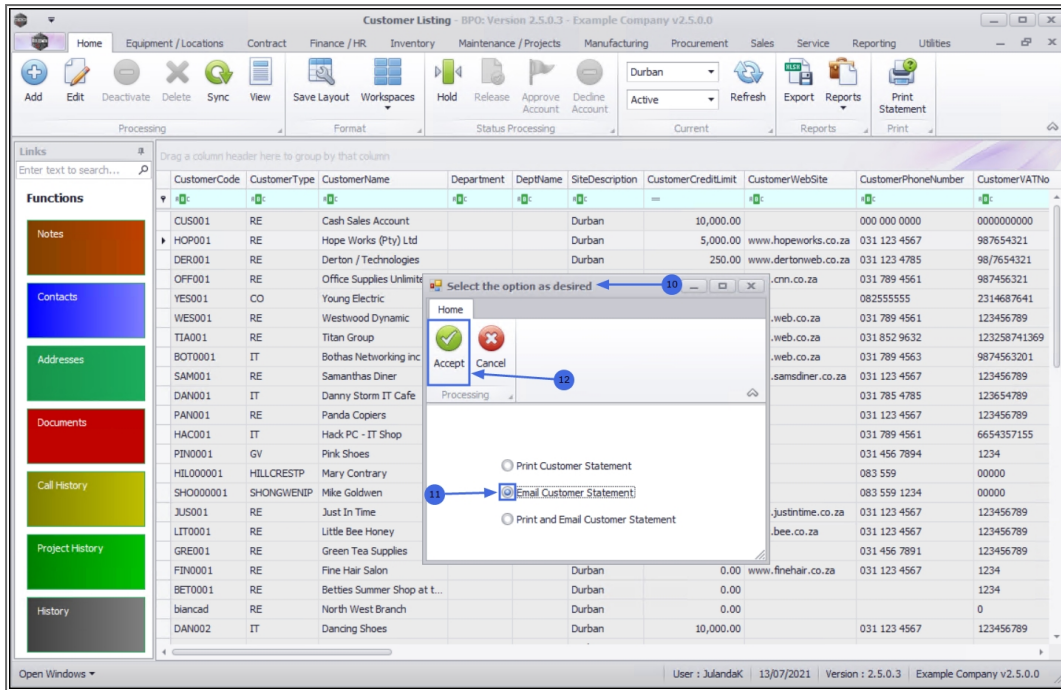 Customer Listing - BPO: Version 2.5.0.3 - Example Company v2.5.0.0
Home Equipment / Locations Contract Finance / HR Inventory Maintenance / Projects Manufacturing Procurement Sales Service Reporting Utilities
Add Edit Deactivate Delete Sync View Save Layout Workspaces Hold Release Approve Account Decline Account Durban Active Refresh Export Reports Print Statement
Processing Format Status Processing Current Reports Print
Links
Drag a column header here to group by that column
Enter text to search...
CustomerCode CustomerType CustomerName Department DeptName SiteDescription CustomerCreditLimit CustomerWebSite CustomerPhoneNumber CustomerVATNo
Functions
Notes
Contacts
Addresses
Documents
Call History
Project History
History
CUS001 RE Cash Sales Account Durban 10,000.00 000 000 0000 0000000000
HOP001 RE Hope Works (Pty) Ltd Durban 5,000.00 www.hopeworks.co.za 031 123 4567 987654321
DER001 RE Derton / Technologies Durban 250.00 www.dertonweb.co.za 031 123 4785 98/7654321
OFF001 RE Office Supplies Unlimite .cnn.co.za 031 789 4561 987456321
YES001 CO Young Electric 082555555 2314687641
WES001 RE Westwood Dynamic .web.co.za 031 789 4561 123456789
TIA001 RE Titan Group .web.co.za 031 852 9632 123258741369
BOT0001 IT Bothas Networking inc .web.co.za 031 789 4563 9874563201
SAM001 RE Samanthas Diner .samsdiner.co.za 031 123 4567 123456789
DAN001 IT Danny Storm IT Cafe 031 785 4785 123654789
PAN001 RE Panda Copiers 031 123 4567 123456789
HAC001 IT Hack PC - IT Shop 031 789 4561 6654357155
PIN0001 GV Pink Shoes 031 456 7894 1234
HIL000001 HILLCRESTP Mary Contrary 083 559 00000
SHO000001 SHONGWENIP Mike Goldwen 083 559 1234 00000
JUS001 RE Just In Time .justintime.co.za 031 123 4567 123456789
LIT0001 RE Little Bee Honey .bee.co.za 031 123 4567 123456789
GRE001 RE Green Tea Supplies 031 456 7891 123456789
FIN0001 RE Fine Hair Salon Durban 0.00 www.finehair.co.za 031 123 4567 1234
BET0001 RE Betties Summer Shop at t... Durban 0.00 1234
biancad RE North West Branch Durban 0.00 0
DAN002 IT Dancing Shoes Durban 10,000.00 031 123 4567 123456789
Select the option as desired 10
Home
Accept Cancel
12
Processing
Print Customer Statement
11 Email Customer Statement
Print and Email Customer Statement
Open Windows User : JulandaK 13/07/2021 Version : 2.5.0.3 Example Company v2.5.0.0